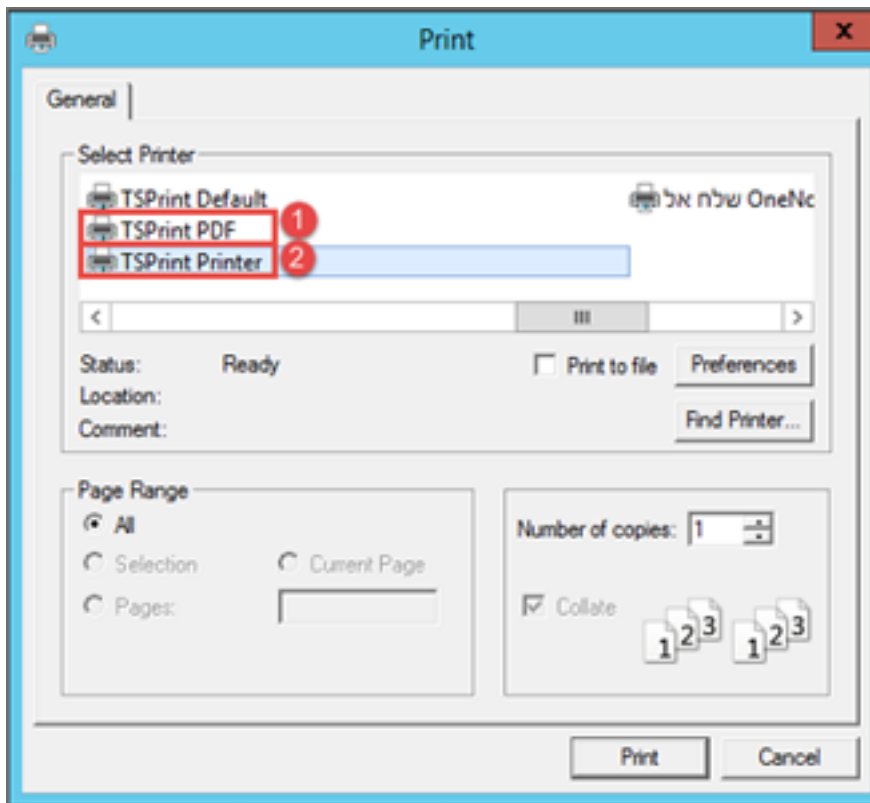 Print
x
General
Select Printer
TSPrint Default
שלח אל OneNo
TSPrint PDF
1
TSPrint Printer
2
Status: Ready
Print to file
Preferences
Location:
Comment:
Find Printer...
Page Range
All
Selection
Current Page
Pages:
Number of copies: 1
Collate
1 2 3 1 2 3
Print
Cancel